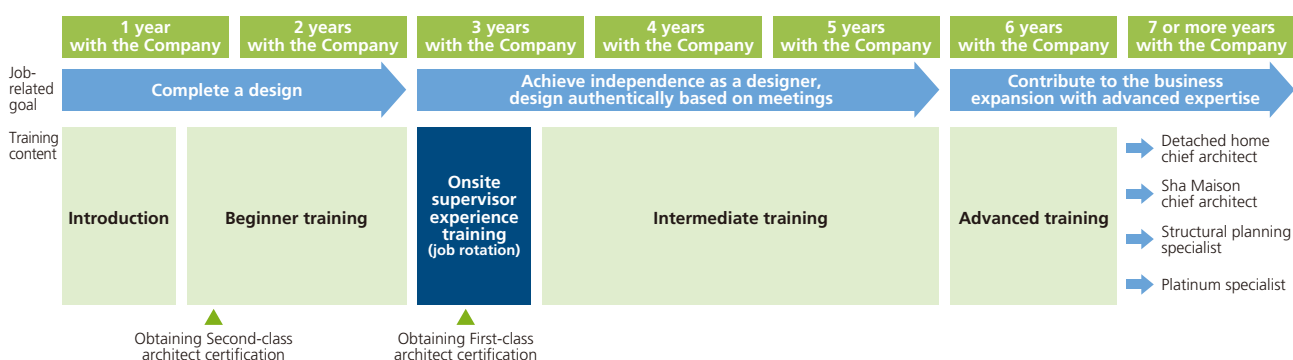 1 year
with the Company
2 years
with the Company
3 years
with the Company
4 years
with the Company
5 years
with the Company
6 years
with the Company
7 or more years
with the Company
Job-
related
goal
Complete a design
Achieve independence as a designer,
design authentically based on meetings
Contribute to the business
expansion with advanced expertise
Training
content
Introduction
Beginner training
Onsite
supervisor
experience
training
(job rotation)
Intermediate training
Advanced training
Detached home
chief architect
Sha Maison
chief architect
Structural planning
specialist
Platinum specialist
Obtaining Second-class
architect certification
Obtaining First-class
architect certification